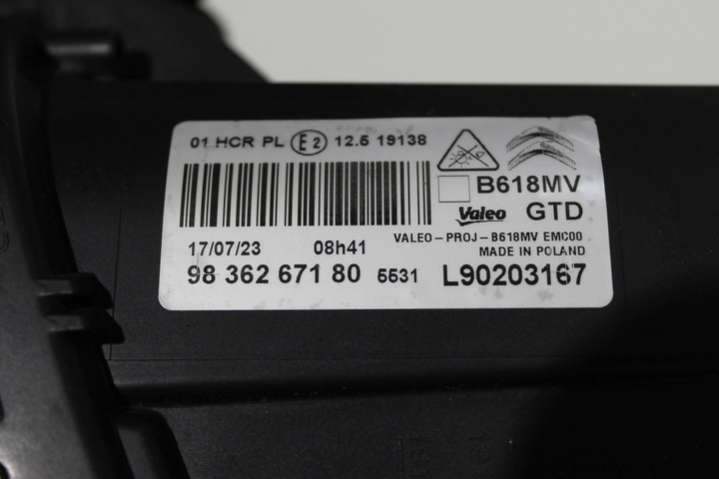 01 HCR PL E2 12.5 19138
B618MV
Valeo GTD
17/07/23 08h41 VALEO-PROJ-B618MV EMC00
MADE IN POLAND
98 362 671 80 5531 L90203167